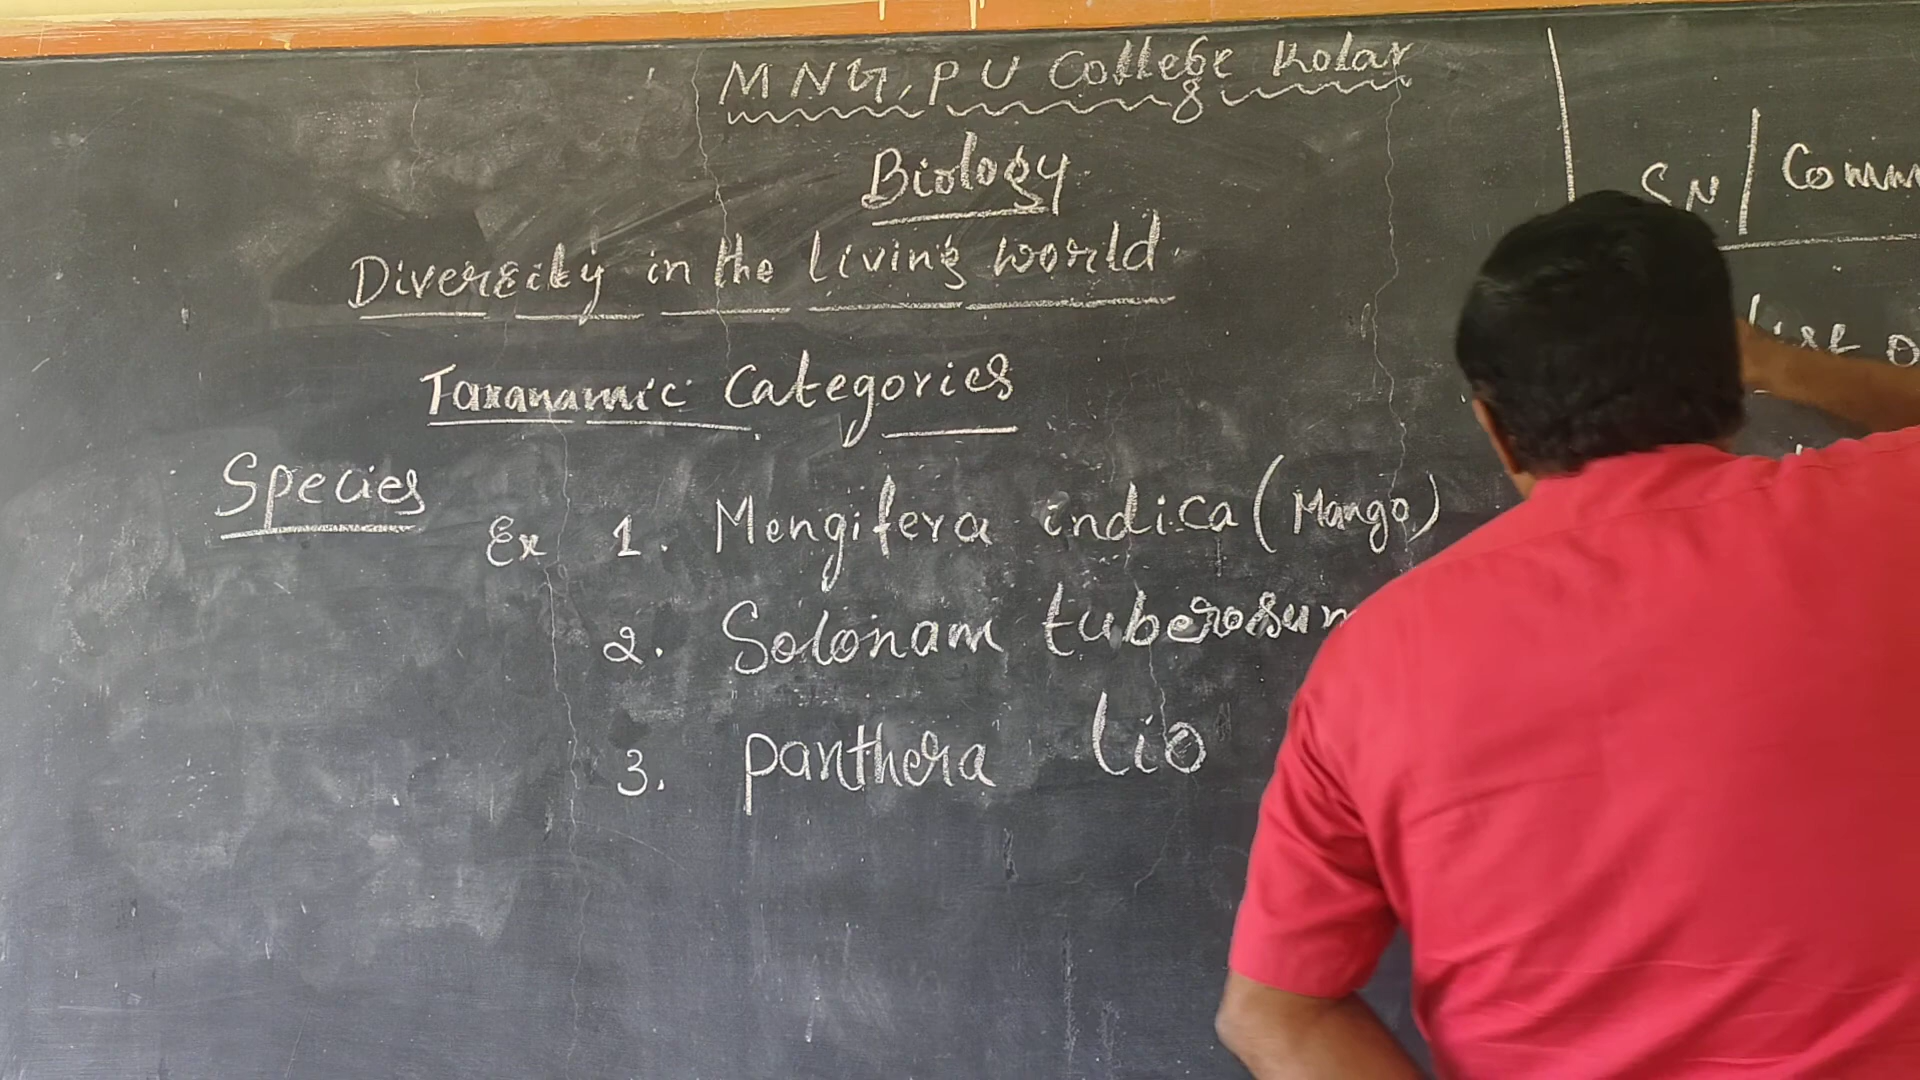 MNG, PU College Kolar
Biology
Diversity in the Living world
Taxanamic Categories
Species
Ex 1. Mengifera indica (Mango)
2. Solonam tuberosum
3. panthera lio
SN Comm